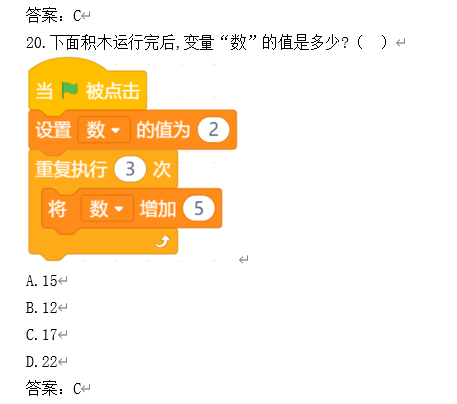 答案：C
20.下面积木运行完后,变量“数”的值是多少?（ ）
当 被点击
设置 数 的值为 2
重复执行 3 次
将 数 增加 5
A.15
B.12
C.17
D.22
答案：C